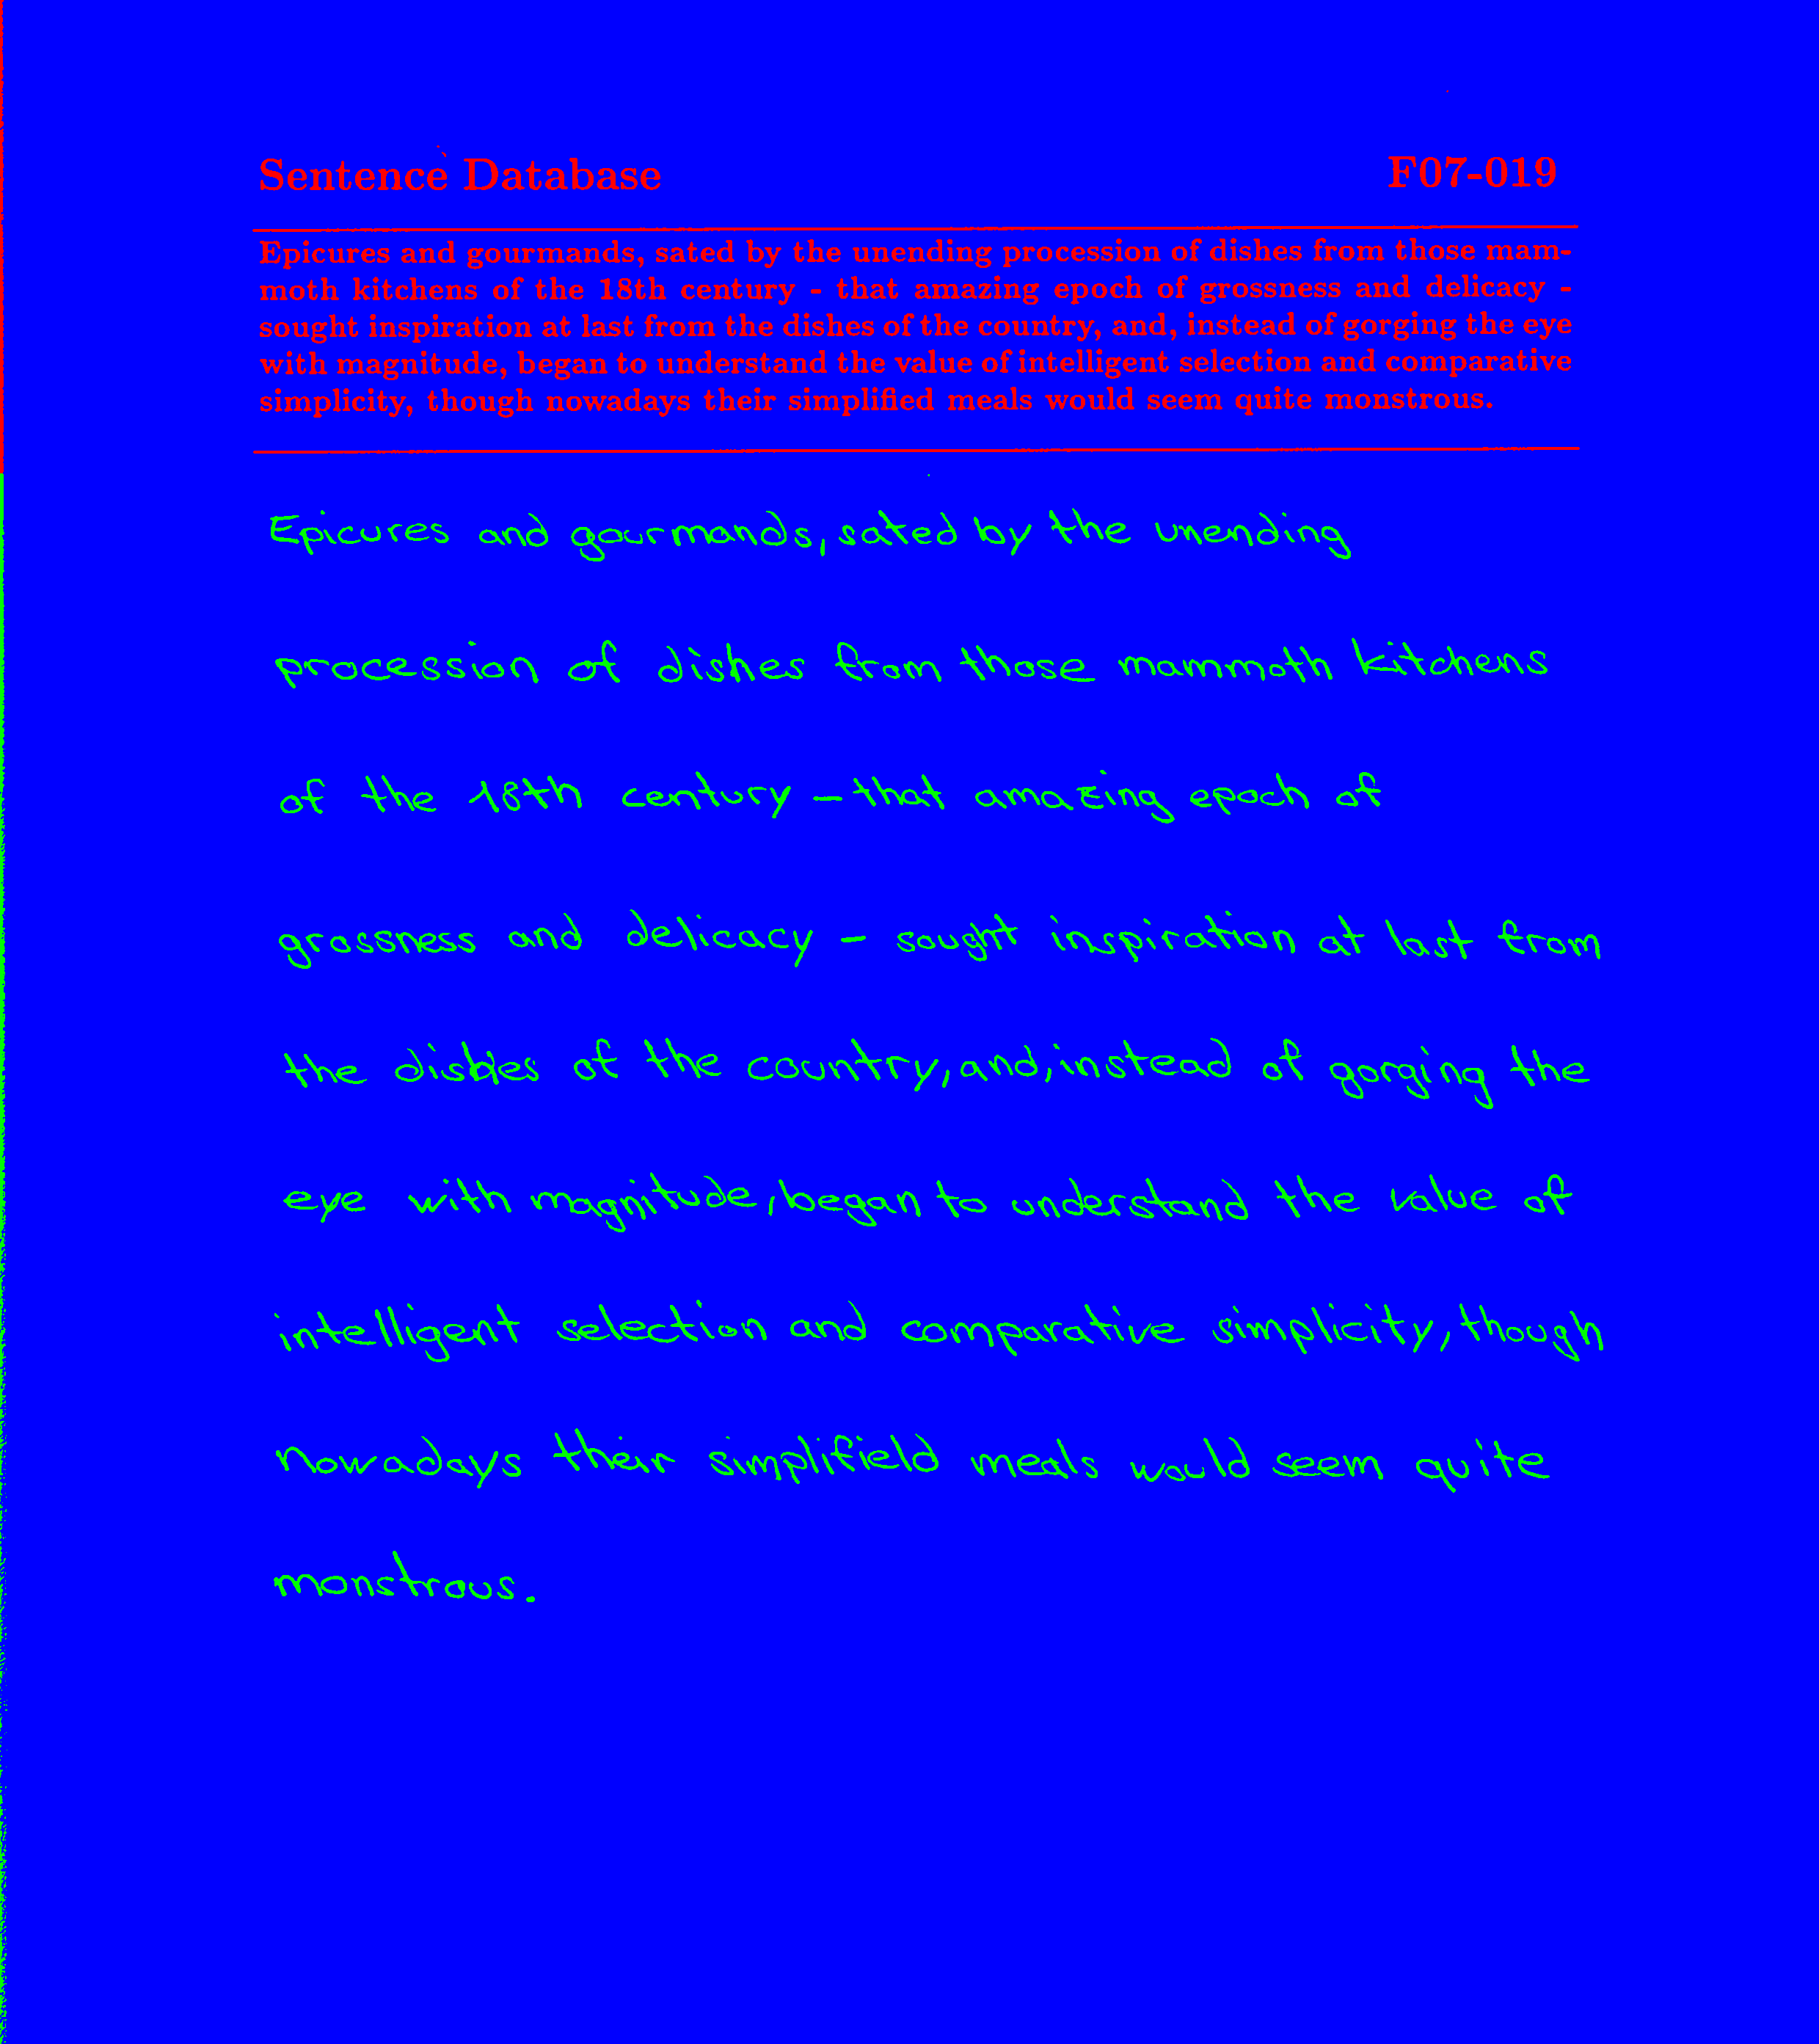 Sentence Database F07-019
Epicures and gourmands, sated by the unending procession of dishes from those mam-
moth kitchens of the 18th century - that amazing epoch of grossness and delicacy -
sought inspiration at last from the dishes of the country, and, instead of gorging the eye
with magnitude, began to understand the value of intelligent selection and comparative
simplicity, though nowadays their simplified meals would seem quite monstrous.
Epicures and gourmands, sated by the unending
procession of dishes from those mammoth kitchens
of the 18th century - that amazing epoch of
grossness and delicacy - sought inspiration at last from
the dishes of the country, and, instead of gorging the
eye with magnitude, began to understand the value of
intelligent selection and comparative simplicity, though
nowadays their simplifield meals would seem quite
monstrous.